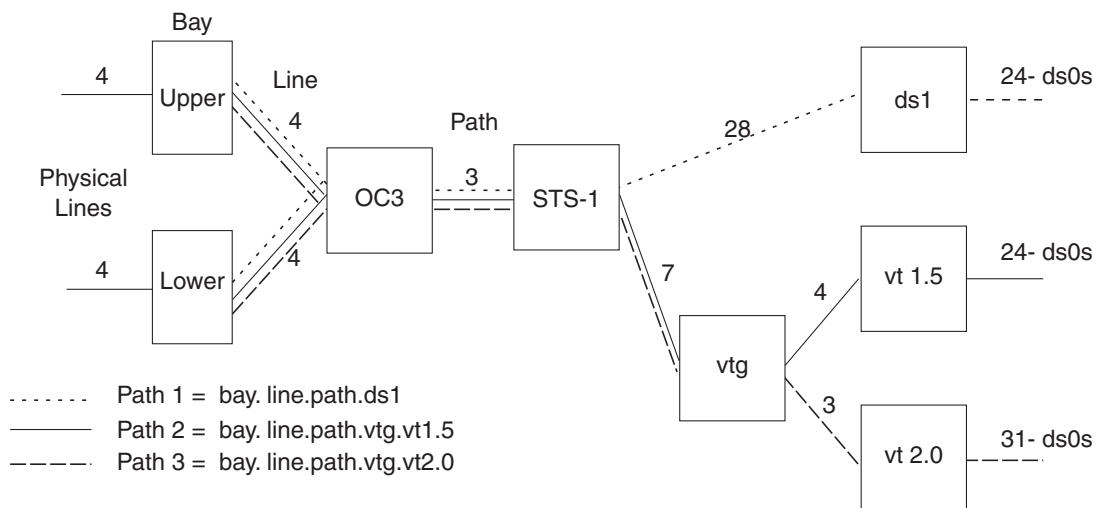 Bay
4
Upper
Line
4
Physical
Lines
4
Lower
4
OC3
Path
3
STS-1
28
ds1
24- ds0s
7
vtg
4
vt 1.5
24- ds0s
3
vt 2.0
31- ds0s
Path 1 = bay. line.path.ds1
Path 2 = bay. line.path.vtg.vt1.5
Path 3 = bay. line.path.vtg.vt2.0